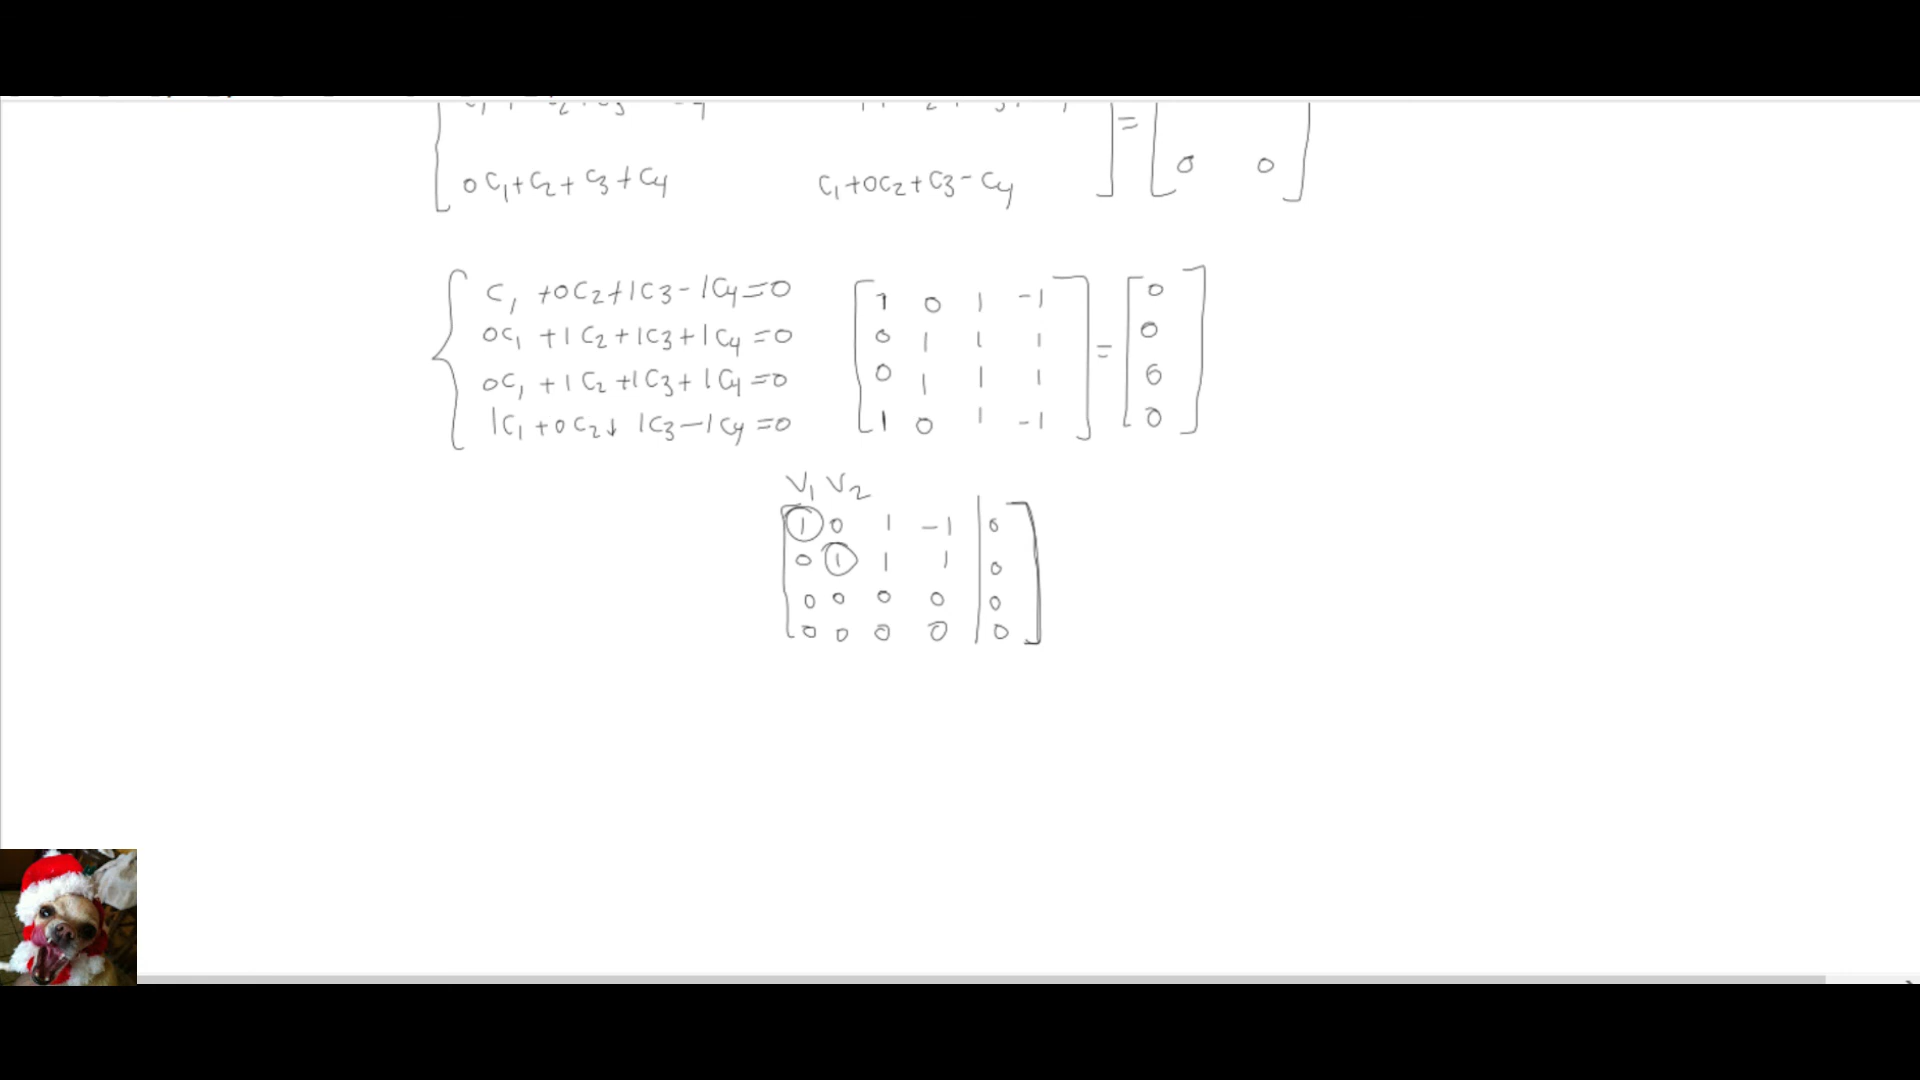 = 
0 0
0C1+C2+C3+C4 C1+0C2+C3-C4
C1 +0C2+1C3-1C4=0
0C1 +1C2+1C3+1C4=0
0C1 +1C2+1C3+1C4=0
1C1+0C2+ 1C3-1C4=0
1 0 1 -1
0 1 1 1
0 1 1 1
1 0 1 -1
=
0
0
0
0
V1 V2
1 0 1 -1 | 0
0 1 1 1 | 0
0 0 0 0 | 0
0 0 0 0 | 0